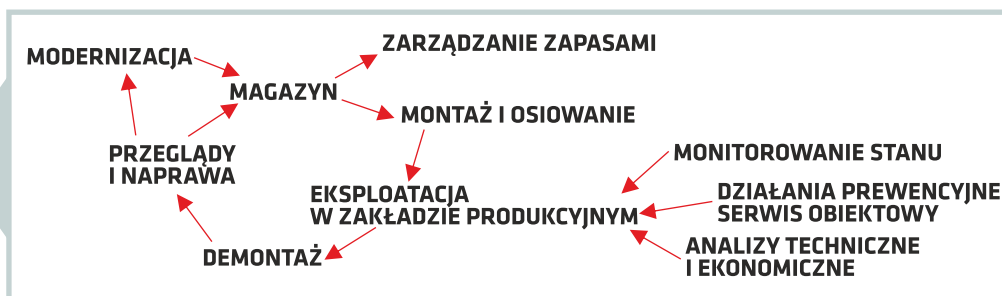 MODERNIZACJA
ZARZĄDZANIE ZAPASAMI
MAGAZYN
MONTAŻ I OSIOWANIE
PRZEGLĄDY
I NAPRAWA
EKSPLOATACJA
W ZAKŁADZIE PRODUKCYJNYM
MONITOROWANIE STANU
DZIAŁANIA PREWENCYJNE
SERWIS OBIEKTOWY
ANALIZY TECHNICZNE
I EKONOMICZNE
DEMONTAŻ